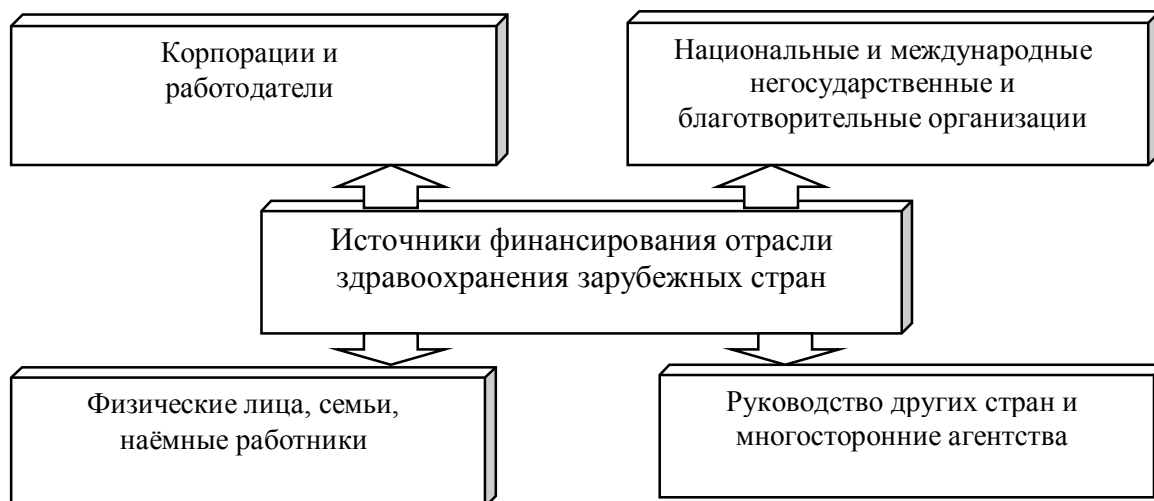 Корпорации и
работодатели
Национальные и международные
негосударственные и
благотворительные организации
Источники финансирования отрасли
здравоохранения зарубежных стран
Физические лица, семьи,
наёмные работники
Руководство других стран и
многосторонние агентства